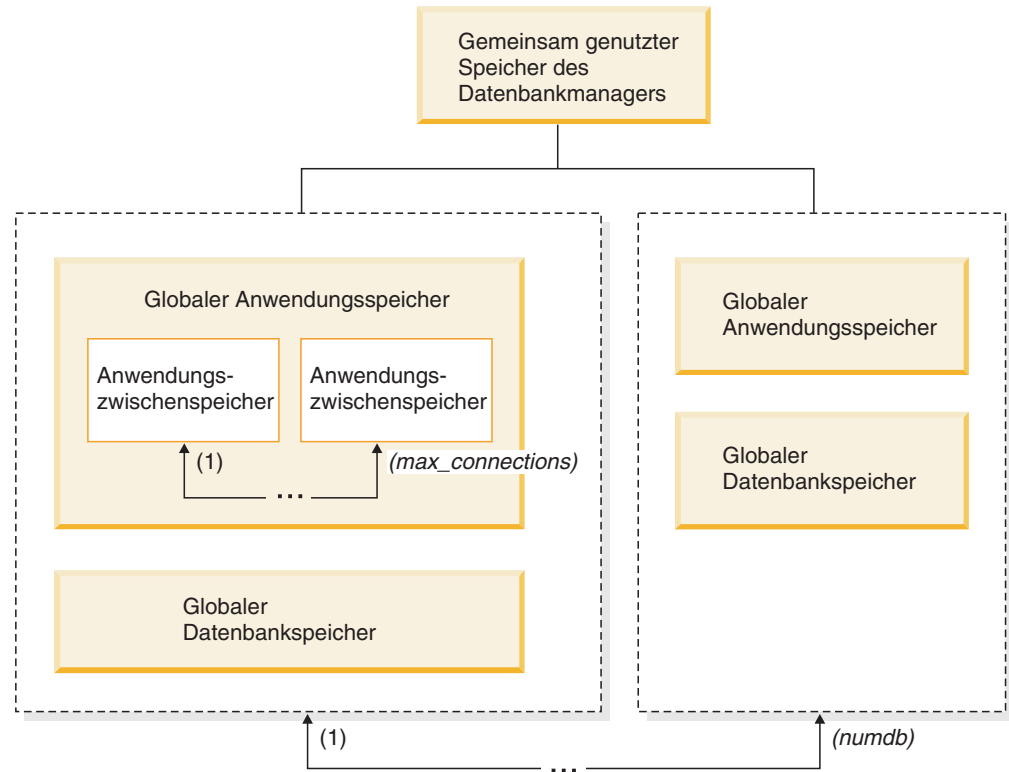 Gemeinsam genutzter
Speicher des
Datenbankmanagers
Globaler Anwendungsspeicher
Anwendungs-
zwischenspeicher
Anwendungs-
zwischenspeicher
(1)
(max_connections)
...
Globaler
Datenbankspeicher
Globaler
Anwendungsspeicher
Globaler
Datenbankspeicher
(1)
(numdb)
...